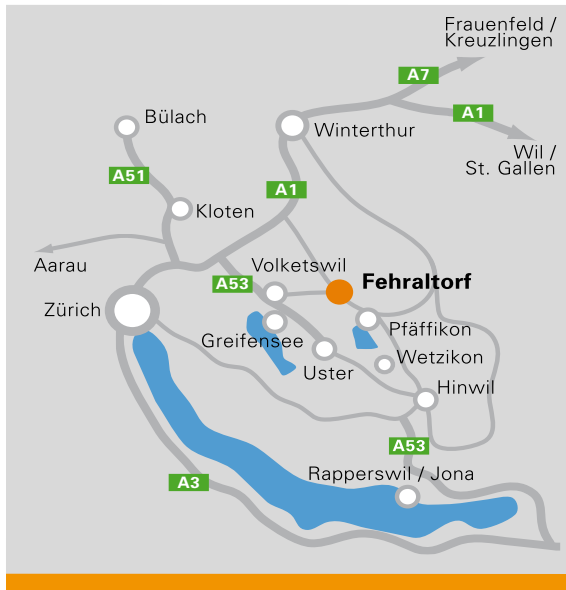 Frauenfeld /
Kreuzlingen
A7
A1
Bülach
Winterthur
Wil /
St. Gallen
A51
A1
Kloten
Aarau
Volketswil
Fehraltorf
A53
Zürich
Pfäffikon
Greifensee
Wetzikon
Uster
Hinwil
A53
Rapperswil / Jona
A3